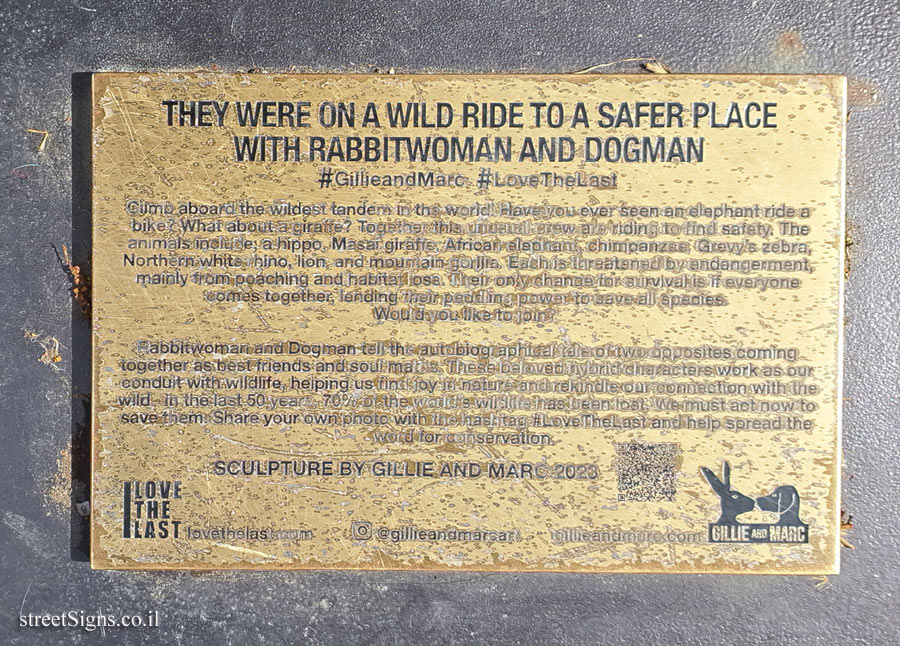 THEY WERE ON A WILD RIDE TO A SAFER PLACE
WITH RABBITWOMAN AND DOGMAN
#GillieandMarc #LoveTheLast
Climb aboard the wildest tandem in the world! Have you ever seen an elephant ride a
bike? What about a giraffe? Together, this unusual crew are riding to find safety. The
animals include; a hippo, Masai giraffe, African elephant, chimpanzee, Grevy's zebra,
Northern white rhino, lion, and mountain gorilla. Each is threatened by endangerment,
mainly from poaching and habitat loss. Their only chance for survival is if everyone
comes together, lending their peddling power to save all species.
Would you like to join?
Rabbitwoman and Dogman tell the autobiographical tale of two opposites coming
together as best friends and soul mates. These beloved hybrid characters work as our
conduit with wildlife, helping us find joy in nature and rekindle our connection with the
wild. In the last 50 years, 70% of the world's wildlife has been lost. We must act now to
save them. Share your own photo with the hashtag #LoveTheLast and help spread the
word for conservation.
SCULPTURE BY GILLIE AND MARC 2023
LOVE
THE
LAST
lovethelast.com
@gillieandmarcart
gillieandmarc.com
GILLIE AND MARC
streetSigns.co.il